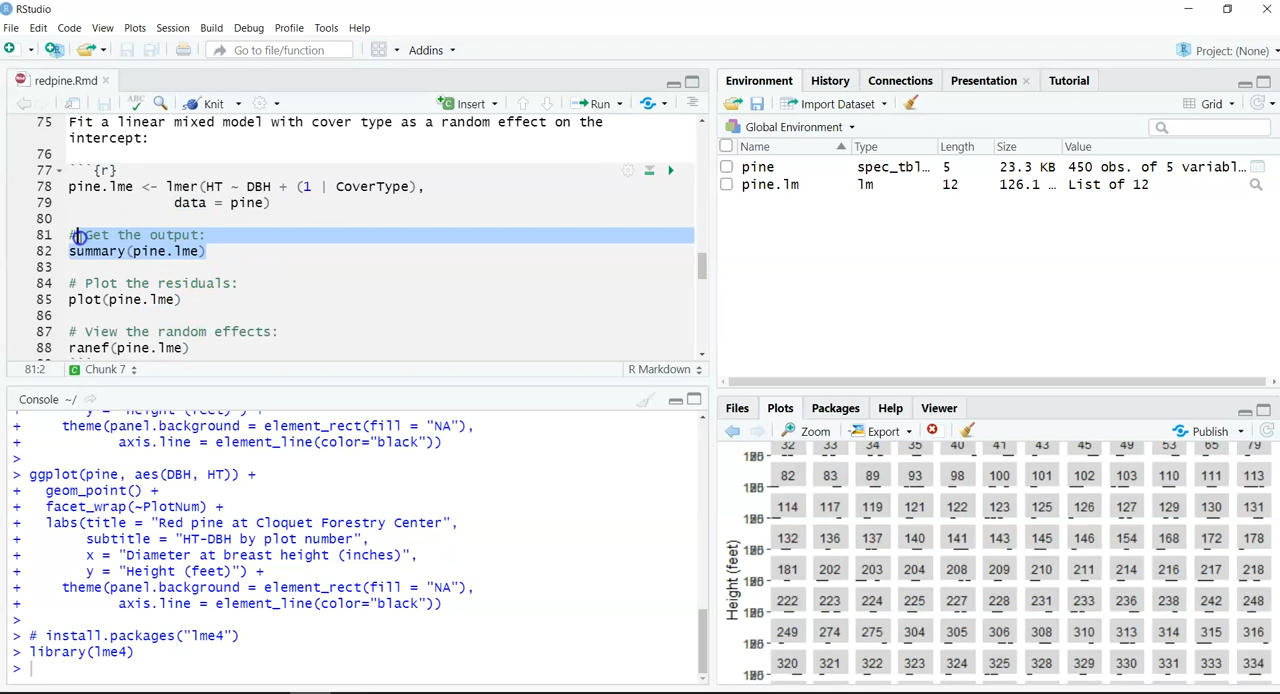 RStudio
File Edit Code View Plots Session Build Debug Profile Tools Help
Go to file/function Addins Project: (None)
redpine.Rmd
Knit Insert Run
75 Fit a linear mixed model with cover type as a random effect on the
intercept:
76
77 ```{r}
78 pine.lme <- lmer(HT ~ DBH + (1 | CoverType),
79 data = pine)
80
81 # Get the output:
82 summary(pine.lme)
83
84 # Plot the residuals:
85 plot(pine.lme)
86
87 # View the random effects:
88 ranef(pine.lme)
81:2 Chunk 7 R Markdown
Console ~/
+ theme(panel.background = element_rect(fill = "NA"),
+ axis.line = element_line(color="black"))
>
> ggplot(pine, aes(DBH, HT)) +
+ geom_point() +
+ facet_wrap(~PlotNum) +
+ labs(title = "Red pine at Cloquet Forestry Center",
+ subtitle = "HT-DBH by plot number",
+ x = "Diameter at breast height (inches)",
+ y = "Height (feet)") +
+ theme(panel.background = element_rect(fill = "NA"),
+ axis.line = element_line(color="black"))
>
> # install.packages("lme4")
> library(lme4)
>
Environment History Connections Presentation Tutorial
Import Dataset Grid
Global Environment
Name Type Length Size Value
pine spec_tbl… 5 23.3 KB 450 obs. of 5 variabl…
pine.lm lm 12 126.1 … List of 12
Files Plots Packages Help Viewer
Zoom Export Publish
Height (feet)
32 33 34 35 40 41 43 45 49 53 65 79
82 83 89 93 98 100 101 102 103 110 111 113
114 117 119 121 122 123 125 126 127 129 130 131
132 136 137 140 141 143 145 146 154 168 172 178
181 202 203 204 208 209 210 211 214 216 217 218
222 223 224 225 227 228 231 233 236 238 242 248
249 274 275 304 305 306 308 310 313 314 315 316
320 321 322 323 324 325 328 329 330 331 333 334